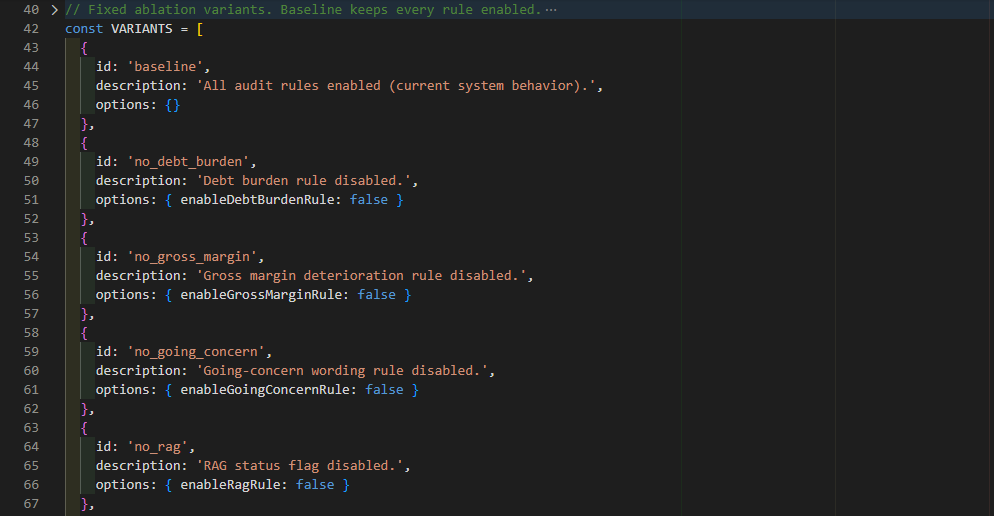 40 > // Fixed ablation variants. Baseline keeps every rule enabled. ···
42 const VARIANTS = [
43 {
44 id: 'baseline',
45 description: 'All audit rules enabled (current system behavior).',
46 options: {}
47 },
48 {
49 id: 'no_debt_burden',
50 description: 'Debt burden rule disabled.',
51 options: { enableDebtBurdenRule: false }
52 },
53 {
54 id: 'no_gross_margin',
55 description: 'Gross margin deterioration rule disabled.',
56 options: { enableGrossMarginRule: false }
57 },
58 {
59 id: 'no_going_concern',
60 description: 'Going-concern wording rule disabled.',
61 options: { enableGoingConcernRule: false }
62 },
63 {
64 id: 'no_rag',
65 description: 'RAG status flag disabled.',
66 options: { enableRagRule: false }
67 },